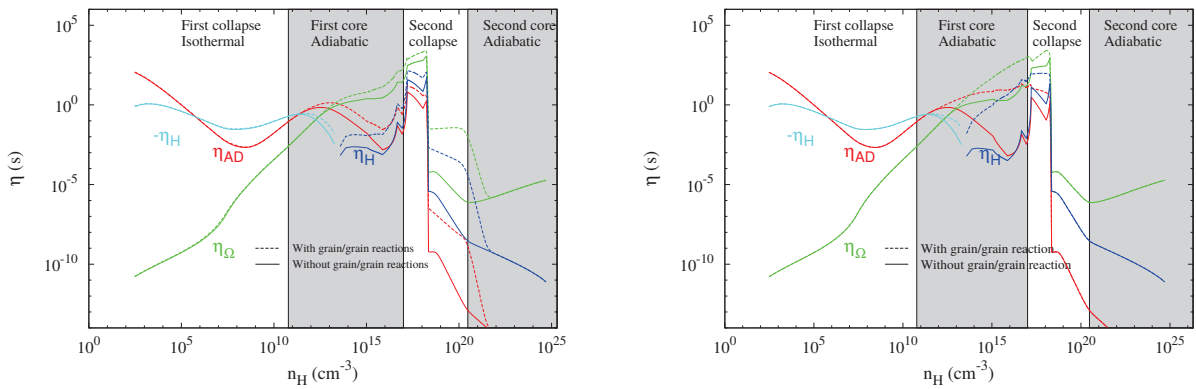 First collapse
Isothermal
First core
Adiabatic
Second
collapse
Second core
Adiabatic
10^5
10^0
10^-5
10^-10
η (s)
-η_H
η_AD
η_H
η_Ω
With grain/grain reactions
Without grain/grain reactions
10^0 10^5 10^10 10^15 10^20 10^25
n_H (cm^-3)
First collapse
Isothermal
First core
Adiabatic
Second
collapse
Second core
Adiabatic
10^5
10^0
10^-5
10^-10
η (s)
-η_H
η_AD
η_H
η_Ω
With grain/grain reaction
Without grain/grain reaction
10^0 10^5 10^10 10^15 10^20 10^25
n_H (cm^-3)